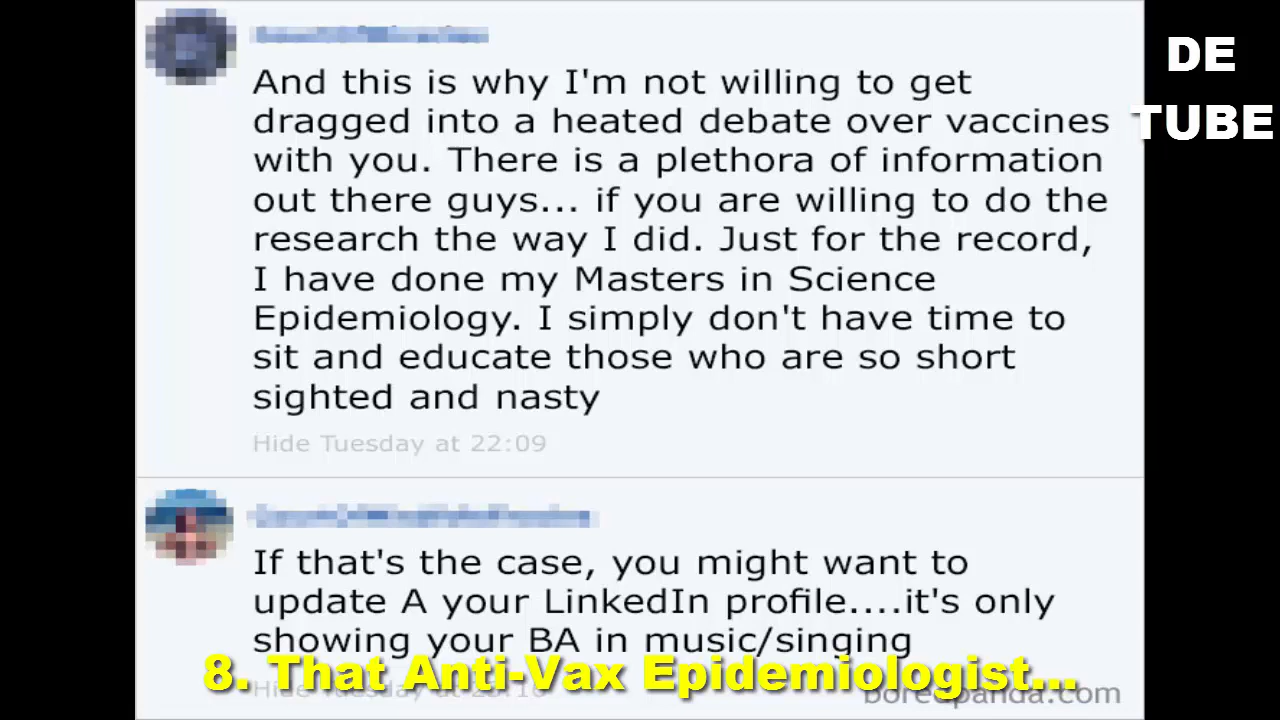 DE
TUBE
And this is why I'm not willing to get
dragged into a heated debate over vaccines
with you. There is a plethora of information
out there guys... if you are willing to do the
research the way I did. Just for the record,
I have done my Masters in Science
Epidemiology. I simply don't have time to
sit and educate those who are so short
sighted and nasty
Hide Tuesday at 22:09
If that's the case, you might want to
update A your LinkedIn profile....it's only
showing your BA in music/singing
8. That Anti-Vax Epidemiologist...
Hide Tuesday at
boredpanda.com